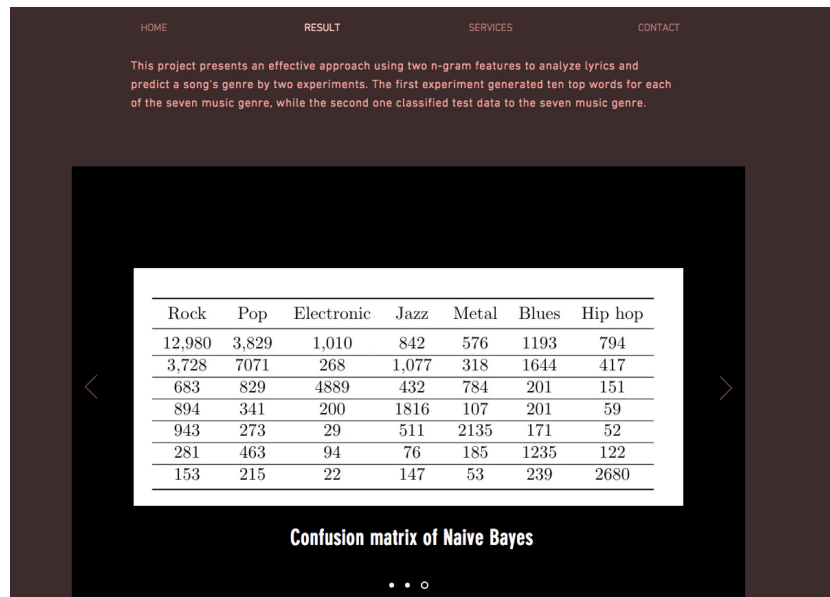 HOME RESULT SERVICES CONTACT
This project presents an effective approach using two n-gram features to analyze lyrics and
predict a song's genre by two experiments. The first experiment generated ten top words for each
of the seven music genre, while the second one classified test data to the seven music genre.
Rock Pop Electronic Jazz Metal Blues Hip hop
12,980 3,829 1,010 842 576 1193 794
3,728 7071 268 1,077 318 1644 417
683 829 4889 432 784 201 151
894 341 200 1816 107 201 59
943 273 29 511 2135 171 52
281 463 94 76 185 1235 122
153 215 22 147 53 239 2680
Confusion matrix of Naive Bayes